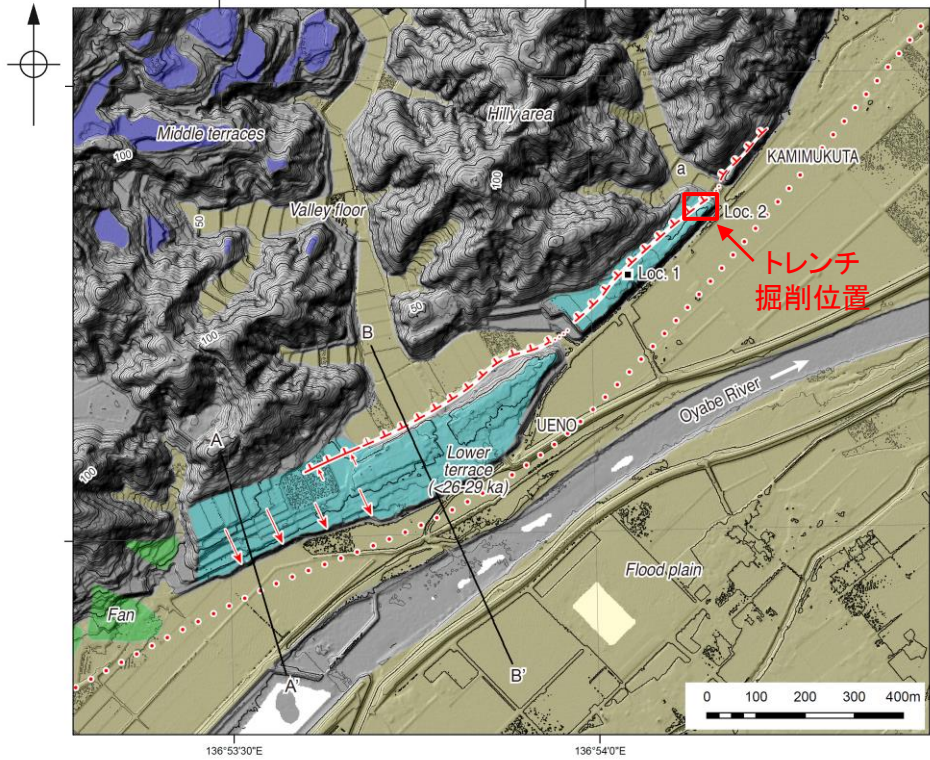 Middle terraces
Hilly area
100
100
50
Valley floor
a
KAMIMUKUTA
Loc. 2
トレンチ
掘削位置
Loc. 1
50
100
B
Oyabe River
UENO
A
Lower
terrace
(<26-29 ka)
100
Flood plain
Fan
A'
B'
0 100 200 300 400m
136°53'30"E
136°54'0"E